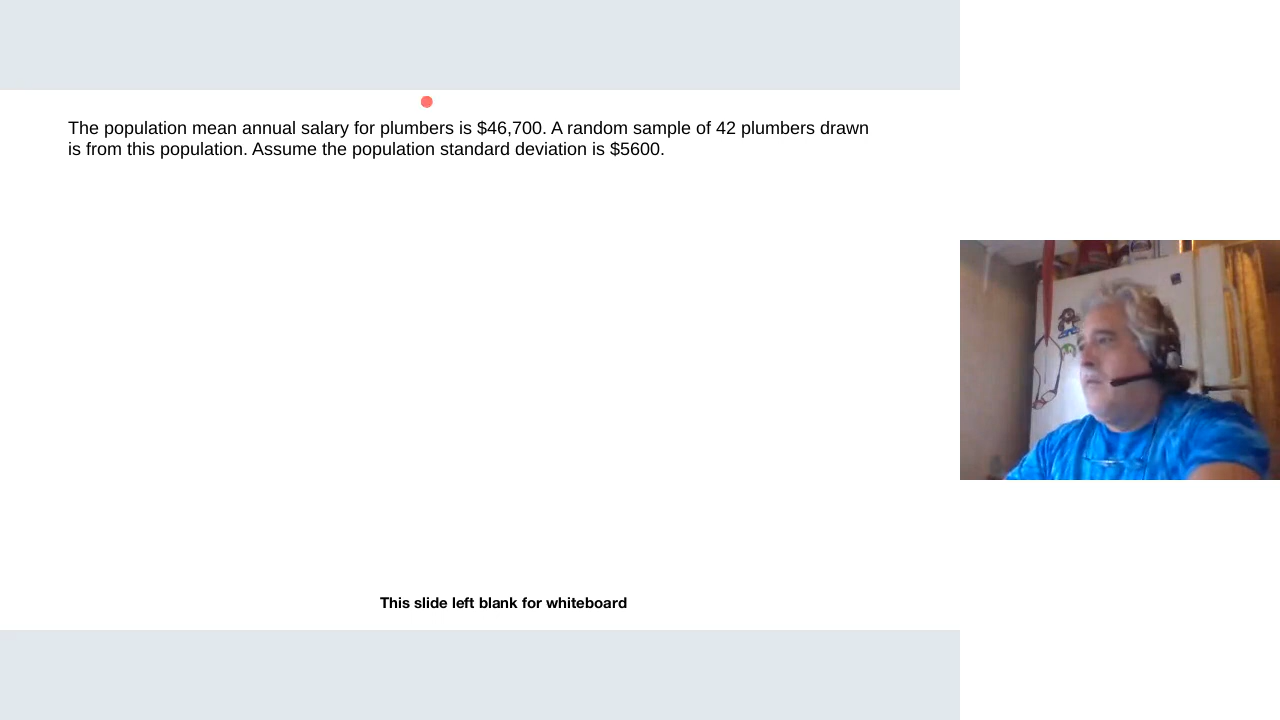 The population mean annual salary for plumbers is $46,700. A random sample of 42 plumbers drawn
is from this population. Assume the population standard deviation is $5600.
This slide left blank for whiteboard